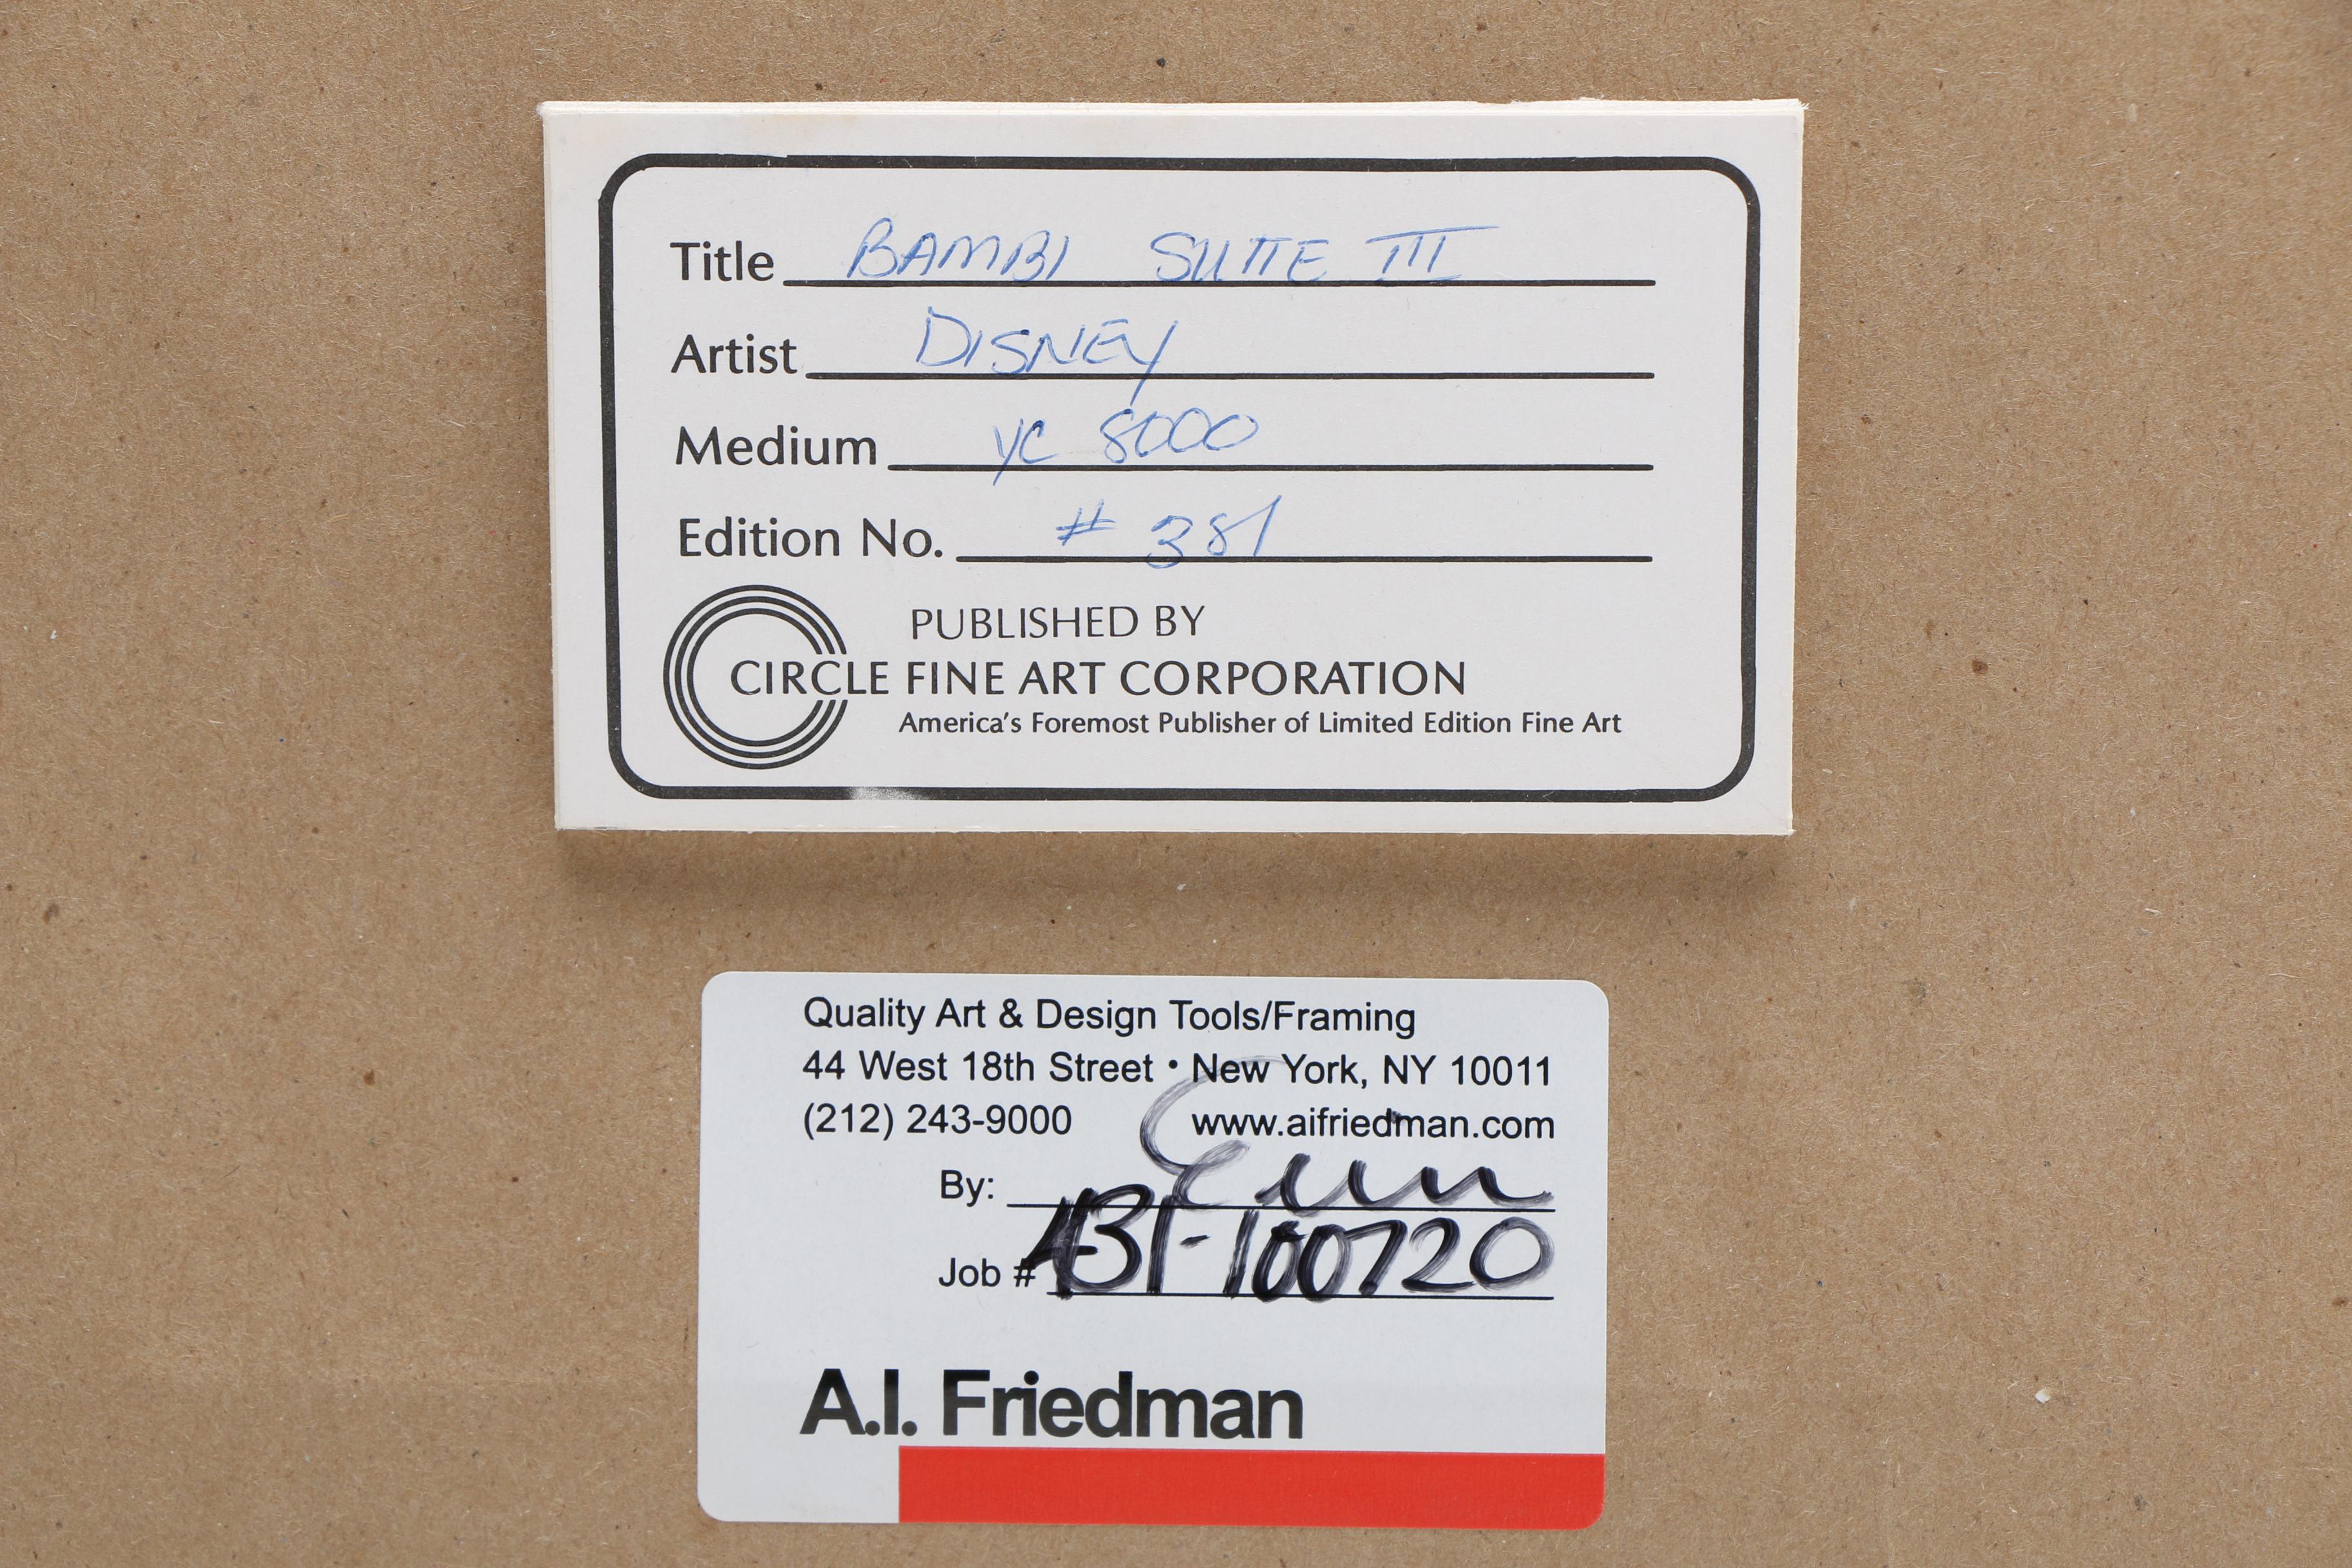 Title BAMBI SUITE III
Artist DISNEY
Medium YC 8000
Edition No. # 381
PUBLISHED BY
CIRCLE FINE ART CORPORATION
America's Foremost Publisher of Limited Edition Fine Art
Quality Art & Design Tools/Framing
44 West 18th Street • New York, NY 10011
(212) 243-9000 www.aifriedman.com
By:
Job #
A.I. Friedman